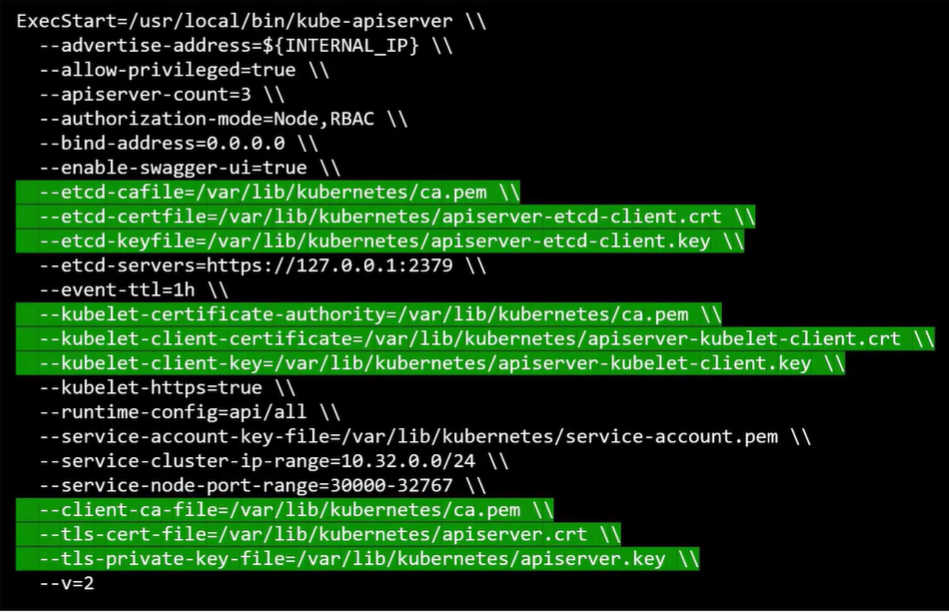 ExecStart=/usr/local/bin/kube-apiserver \\
--advertise-address=${INTERNAL_IP} \\
--allow-privileged=true \\
--apiserver-count=3 \\
--authorization-mode=Node,RBAC \\
--bind-address=0.0.0.0 \\
--enable-swagger-ui=true \\
--etcd-cafile=/var/lib/kubernetes/ca.pem \\
--etcd-certfile=/var/lib/kubernetes/apiserver-etcd-client.crt \\
--etcd-keyfile=/var/lib/kubernetes/apiserver-etcd-client.key \\
--etcd-servers=https://127.0.0.1:2379 \\
--event-ttl=1h \\
--kubelet-certificate-authority=/var/lib/kubernetes/ca.pem \\
--kubelet-client-certificate=/var/lib/kubernetes/apiserver-kubelet-client.crt \\
--kubelet-client-key=/var/lib/kubernetes/apiserver-kubelet-client.key \\
--kubelet-https=true \\
--runtime-config=api/all \\
--service-account-key-file=/var/lib/kubernetes/service-account.pem \\
--service-cluster-ip-range=10.32.0.0/24 \\
--service-node-port-range=30000-32767 \\
--client-ca-file=/var/lib/kubernetes/ca.pem \\
--tls-cert-file=/var/lib/kubernetes/apiserver.crt \\
--tls-private-key-file=/var/lib/kubernetes/apiserver.key \\
--v=2